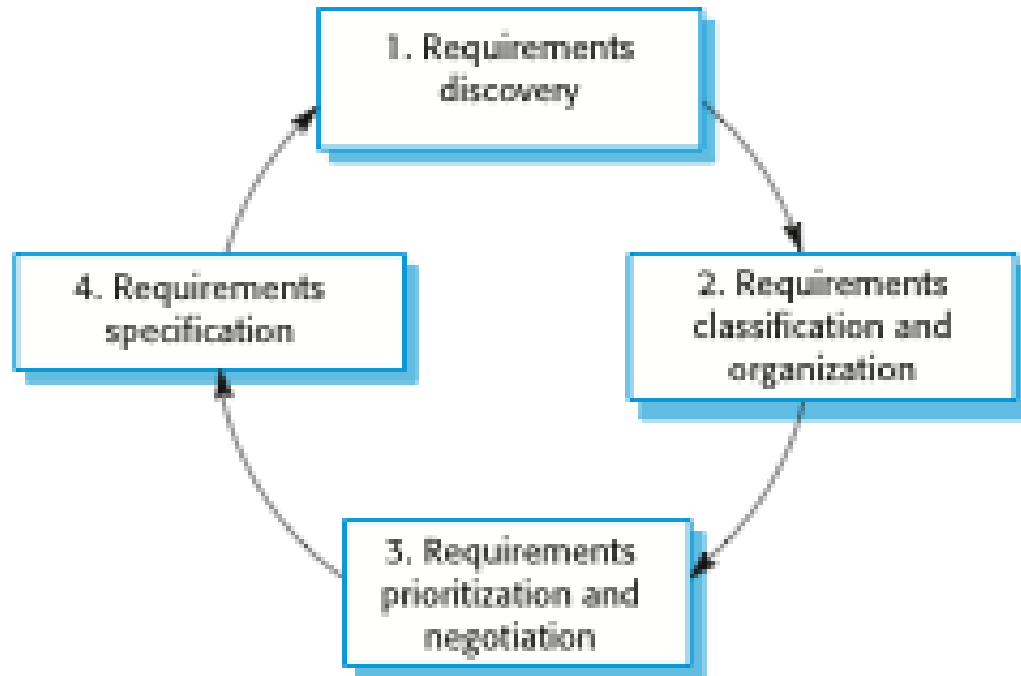 1. Requirements
discovery
2. Requirements
classification and
organization
3. Requirements
prioritization and
negotiation
4. Requirements
specification